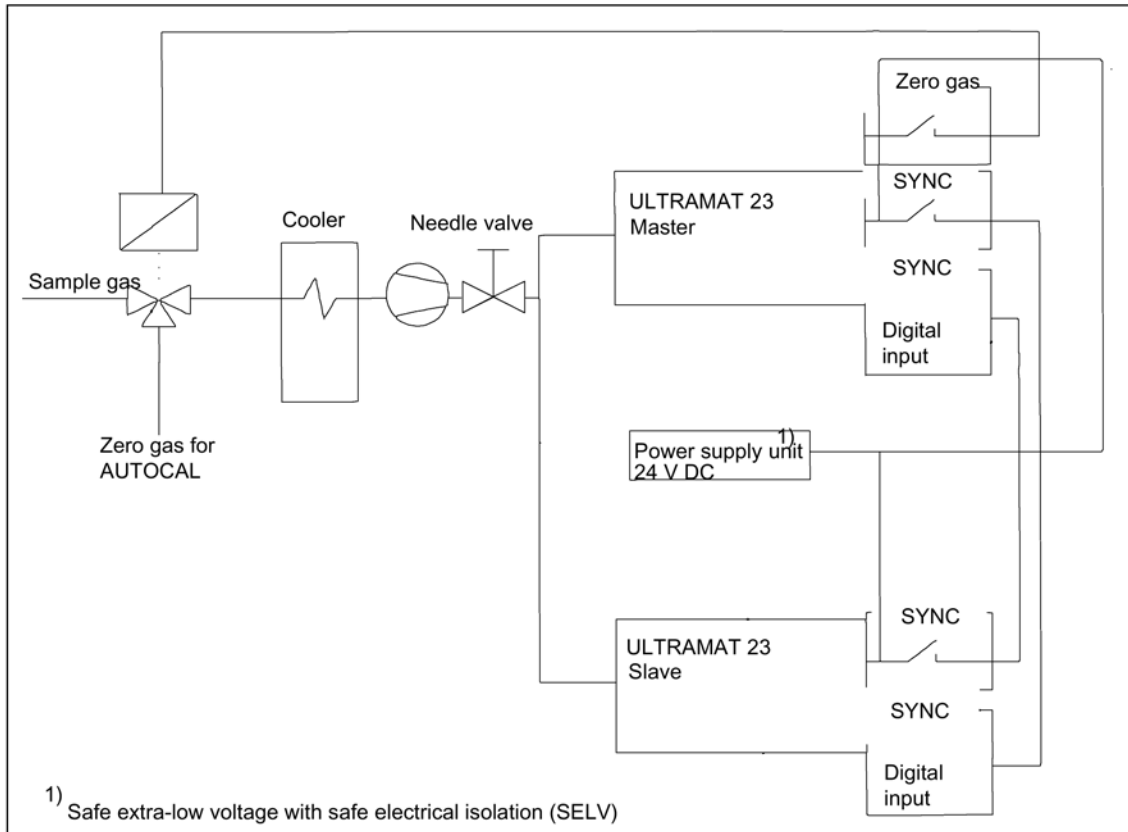 Zero gas
SYNC
ULTRAMAT 23
Master
Cooler
Needle valve
Sample gas
SYNC
Digital
input
Zero gas for
AUTOCAL
1)
Power supply unit
24 V DC
SYNC
ULTRAMAT 23
Slave
SYNC
Digital
input
1)
Safe extra-low voltage with safe electrical isolation (SELV)